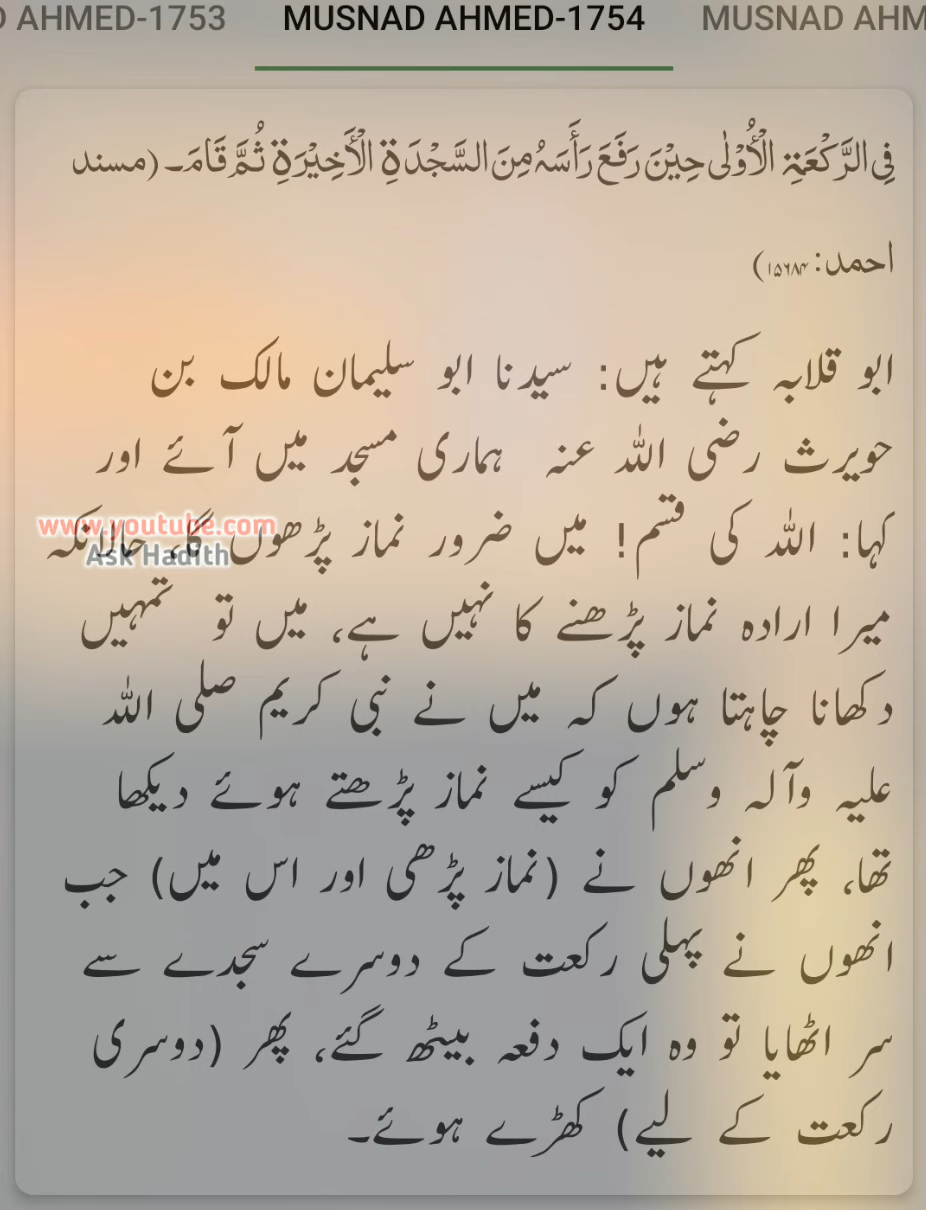 D AHMED-1753 MUSNAD AHMED-1754 MUSNAD AHM
فِی الرَّکْعَۃِ الْأُوْلٰی حِیْنَ رَفَعَ رَأَسَہُ مِنَ السَّجْدَۃِ الْأَخِیْرَۃِ ثُمَّ قَامَ۔ (مسند
احمد: ۱۵۶۸۴)
ابو قلابہ کہتے ہیں: سیدنا ابو سلیمان مالک بن
حویرث رضی اللہ عنہ ہماری مسجد میں آئے اور
کہا: اللہ کی قسم! میں ضرور نماز پڑھوں گا، حالانکہ
www.youtube.com
Ask Hadith
میرا ارادہ نماز پڑھنے کا نہیں ہے، میں تو تمہیں
دکھانا چاہتا ہوں کہ میں نے نبی کریم صلی اللہ
علیہ وآلہ وسلم کو کیسے نماز پڑھتے ہوئے دیکھا
تھا، پھر انھوں نے (نماز پڑھی اور اس میں) جب
انھوں نے پہلی رکعت کے دوسرے سجدے سے
سر اٹھایا تو وہ ایک دفعہ بیٹھ گئے، پھر (دوسری
رکعت کے لیے) کھڑے ہوئے۔